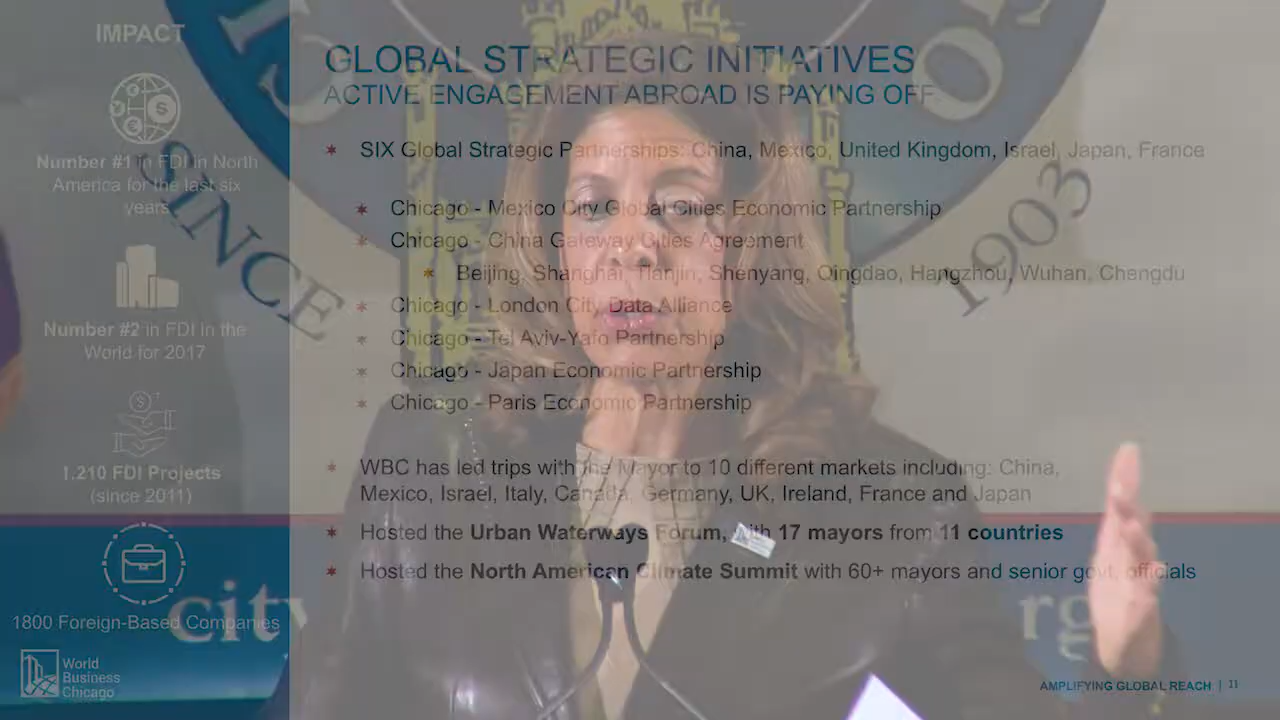 IMPACT
Number #1 in FDI in North
America for the last six
years
Number #2 in FDI in the
World for 2017
1,210 FDI Projects
(since 2011)
1800 Foreign-Based Companies
World
Business
Chicago
GLOBAL STRATEGIC INITIATIVES
ACTIVE ENGAGEMENT ABROAD IS PAYING OFF
SIX Global Strategic Partnerships: China, Mexico, United Kingdom, Israel, Japan, France
Chicago - Mexico City Global Cities Economic Partnership
Chicago - China Gateway Cities Agreement
Beijing, Shanghai, Tianjin, Shenyang, Qingdao, Hangzhou, Wuhan, Chengdu
Chicago - London City Data Alliance
Chicago - Tel Aviv-Yafo Partnership
Chicago - Japan Economic Partnership
Chicago - Paris Economic Partnership
WBC has led trips with the Mayor to 10 different markets including: China,
Mexico, Israel, Italy, Canada, Germany, UK, Ireland, France and Japan
Hosted the Urban Waterways Forum, with 17 mayors from 11 countries
Hosted the North American Climate Summit with 60+ mayors and senior govt. officials
AMPLIFYING GLOBAL REACH | 11
SINCE
1903
city
rg